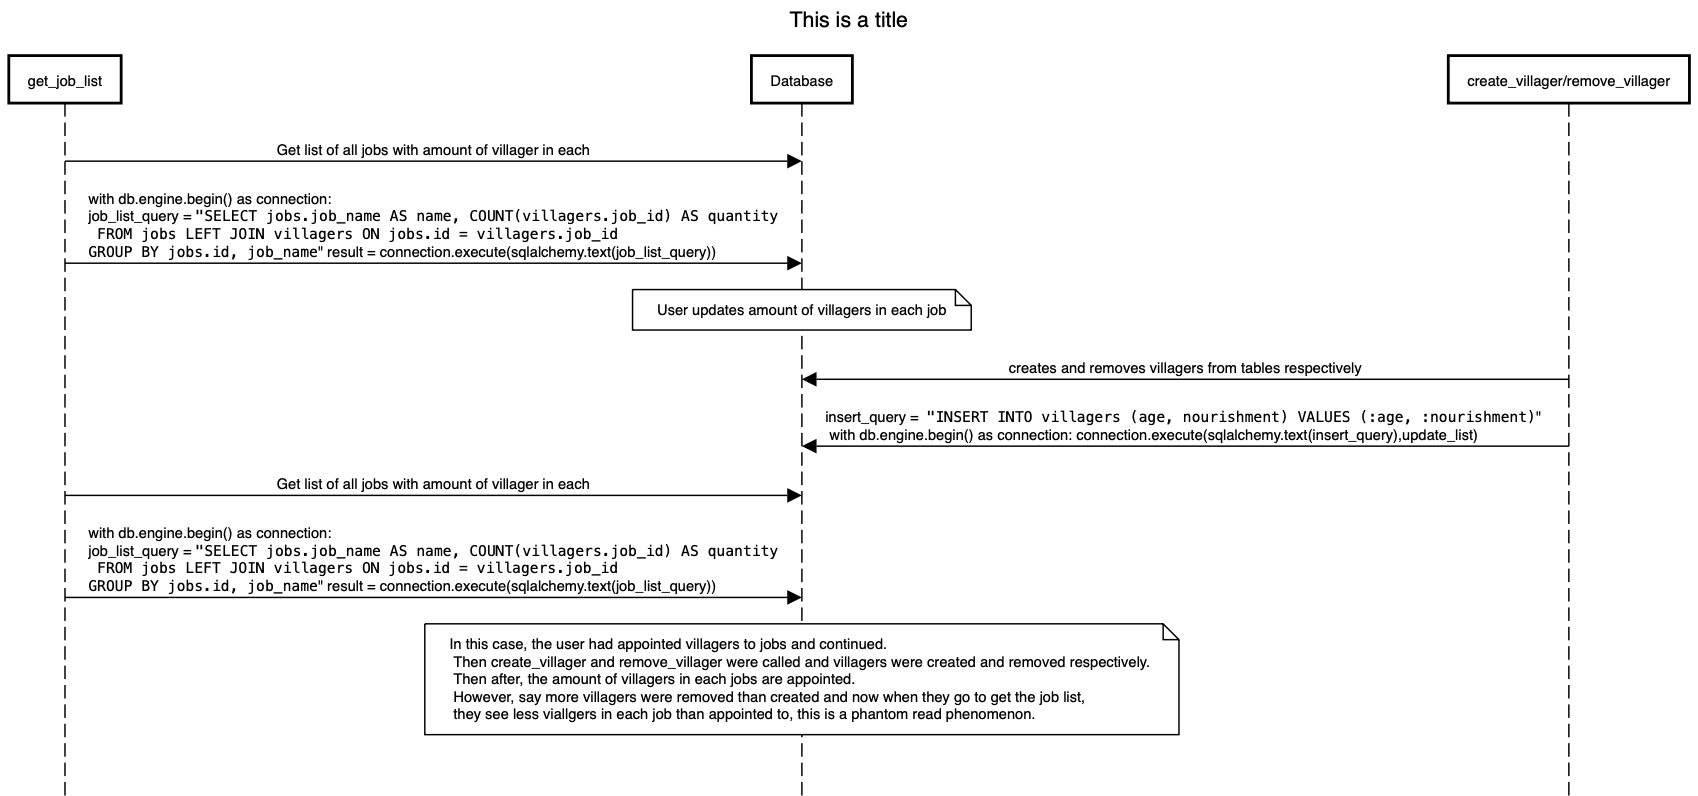 This is a title
get_job_list
Database
create_villager/remove_villager
Get list of all jobs with amount of villager in each
with db.engine.begin() as connection:
job_list_query = "SELECT jobs.job_name AS name, COUNT(villagers.job_id) AS quantity
FROM jobs LEFT JOIN villagers ON jobs.id = villagers.job_id
GROUP BY jobs.id, job_name" result = connection.execute(sqlalchemy.text(job_list_query))
User updates amount of villagers in each job
creates and removes villagers from tables respectively
insert_query = "INSERT INTO villagers (age, nourishment) VALUES (:age, :nourishment)"
with db.engine.begin() as connection: connection.execute(sqlalchemy.text(insert_query),update_list)
Get list of all jobs with amount of villager in each
with db.engine.begin() as connection:
job_list_query = "SELECT jobs.job_name AS name, COUNT(villagers.job_id) AS quantity
FROM jobs LEFT JOIN villagers ON jobs.id = villagers.job_id
GROUP BY jobs.id, job_name" result = connection.execute(sqlalchemy.text(job_list_query))
In this case, the user had appointed villagers to jobs and continued.
Then create_villager and remove_villager were called and villagers were created and removed respectively.
Then after, the amount of villagers in each jobs are appointed.
However, say more villagers were removed than created and now when they go to get the job list,
they see less viallgers in each job than appointed to, this is a phantom read phenomenon.